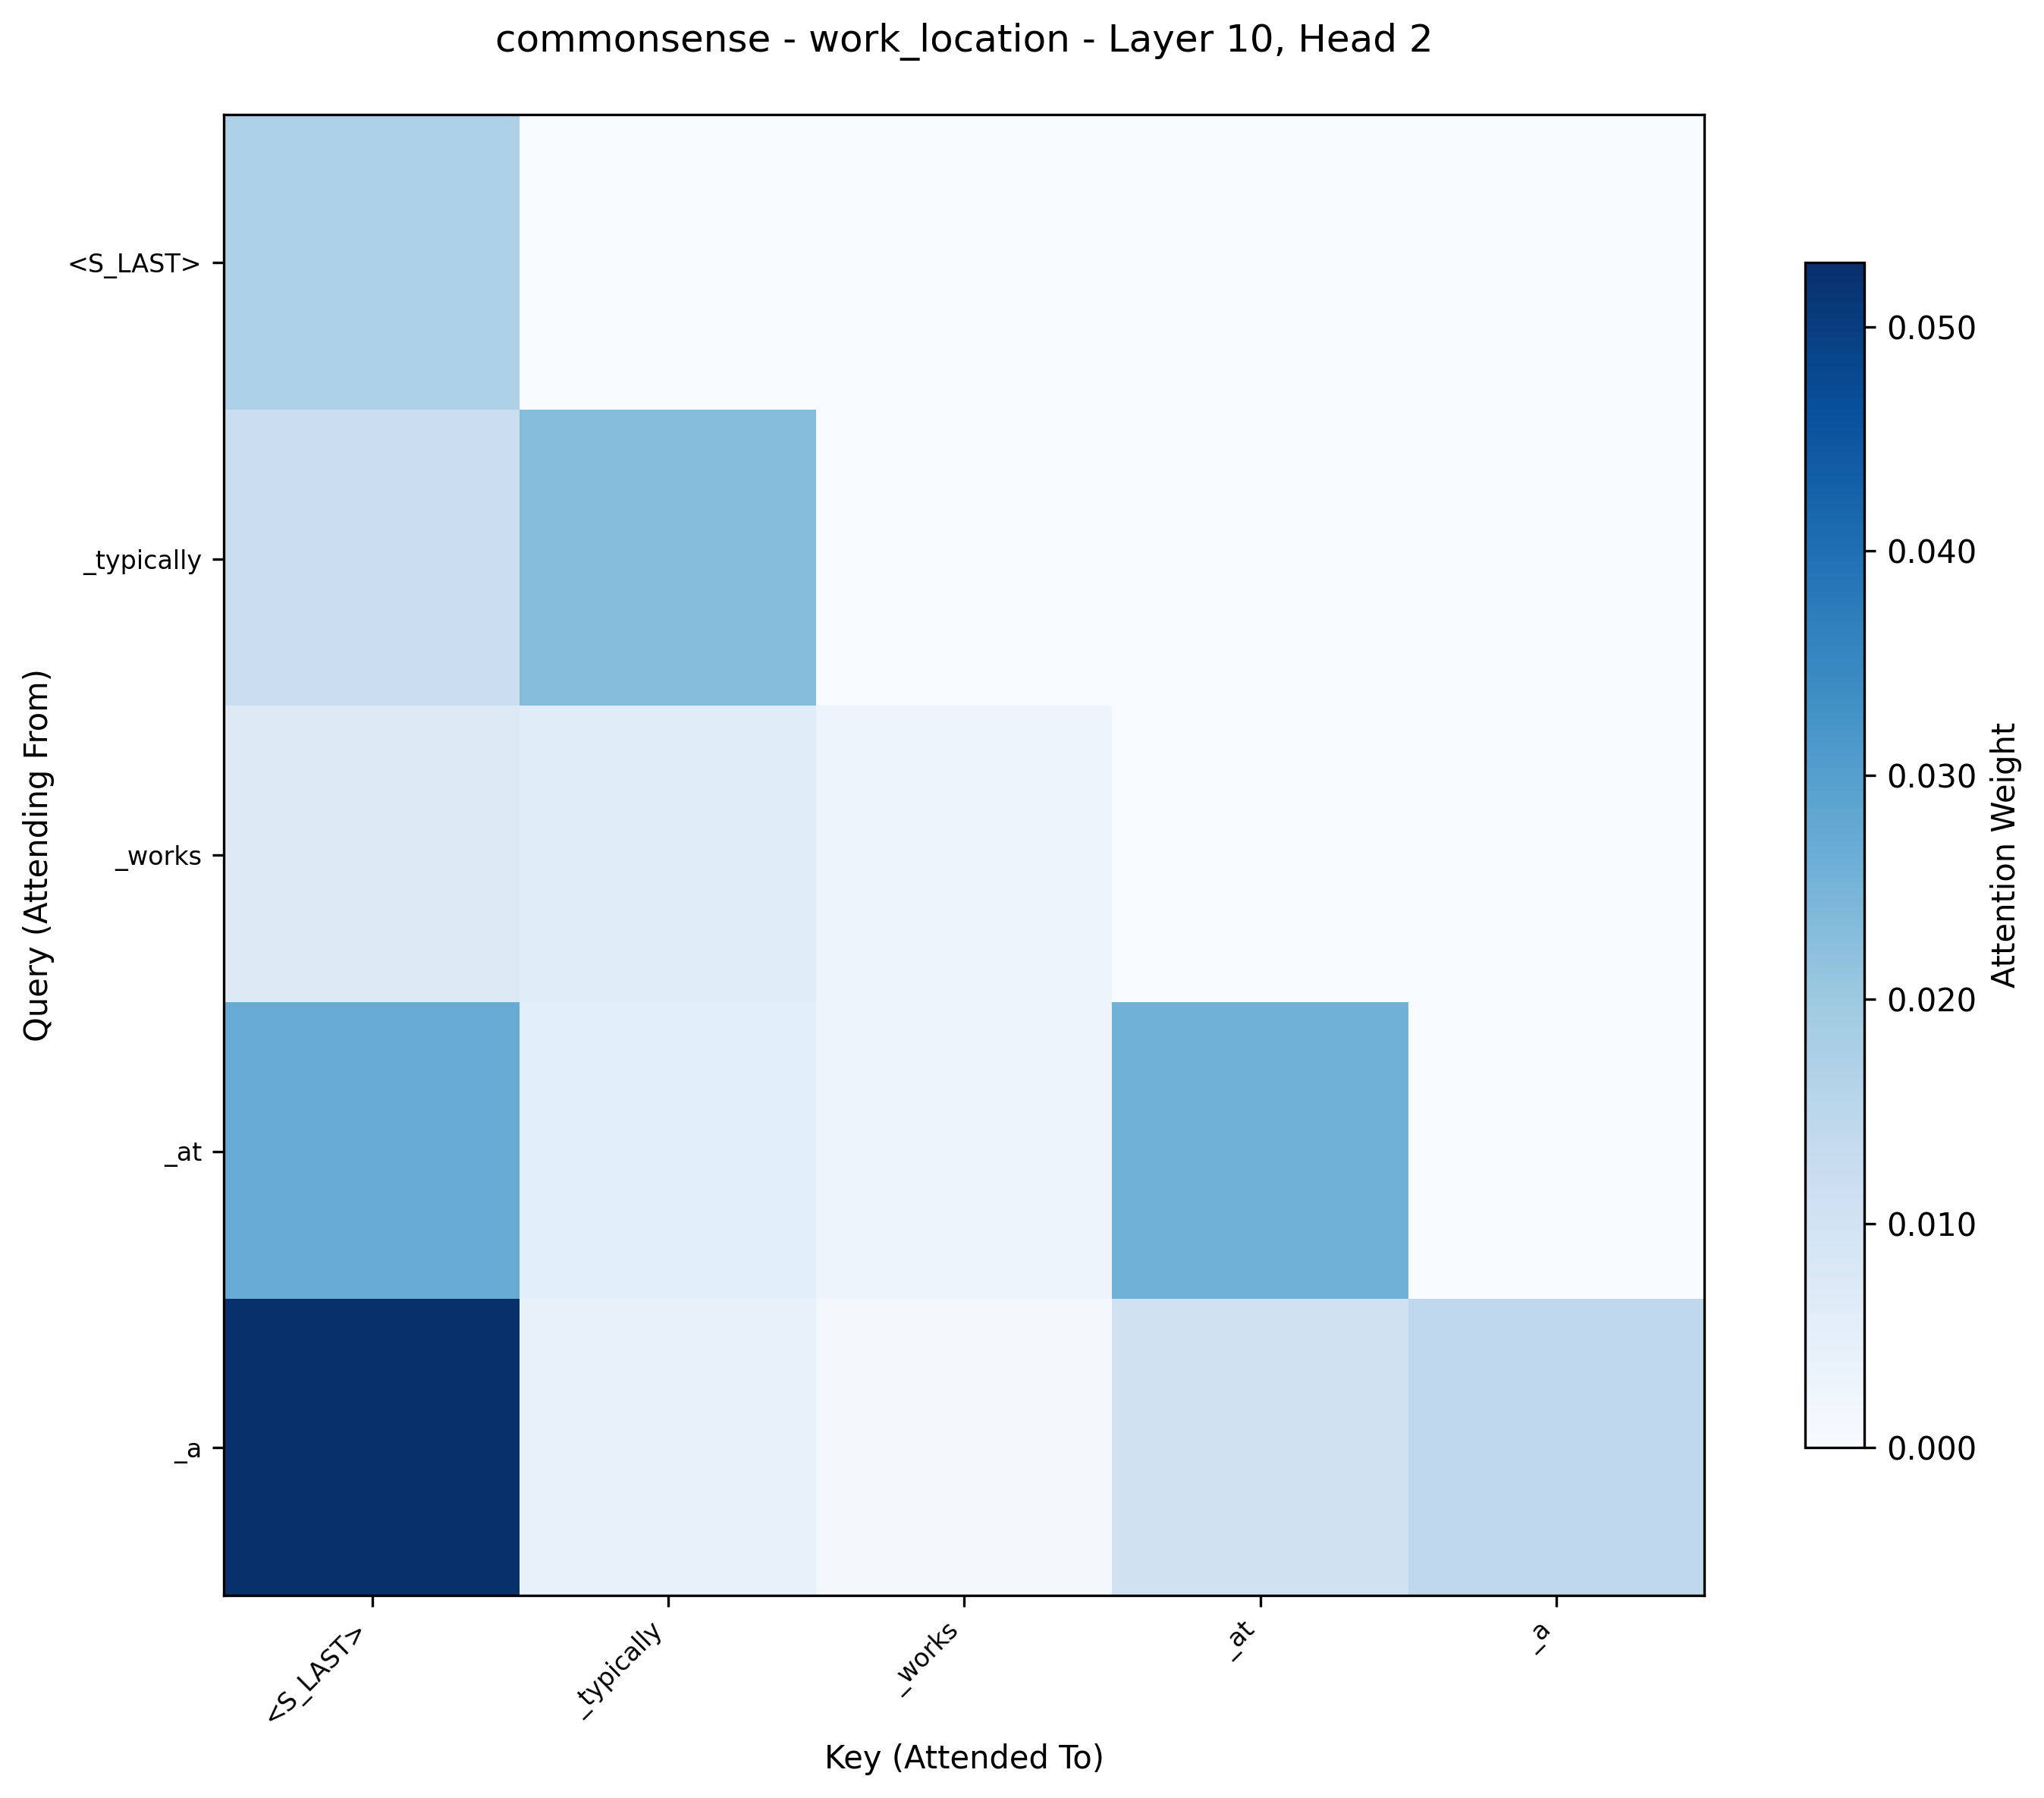 commonsense - work_location - Layer 10, Head 2
Query (Attending From)
<S_LAST>
_typically
_works
_at
_a
<S_LAST>
_typically
_works
_at
_a
Key (Attended To)
0.050
0.040
0.030
0.020
0.010
0.000
Attention Weight